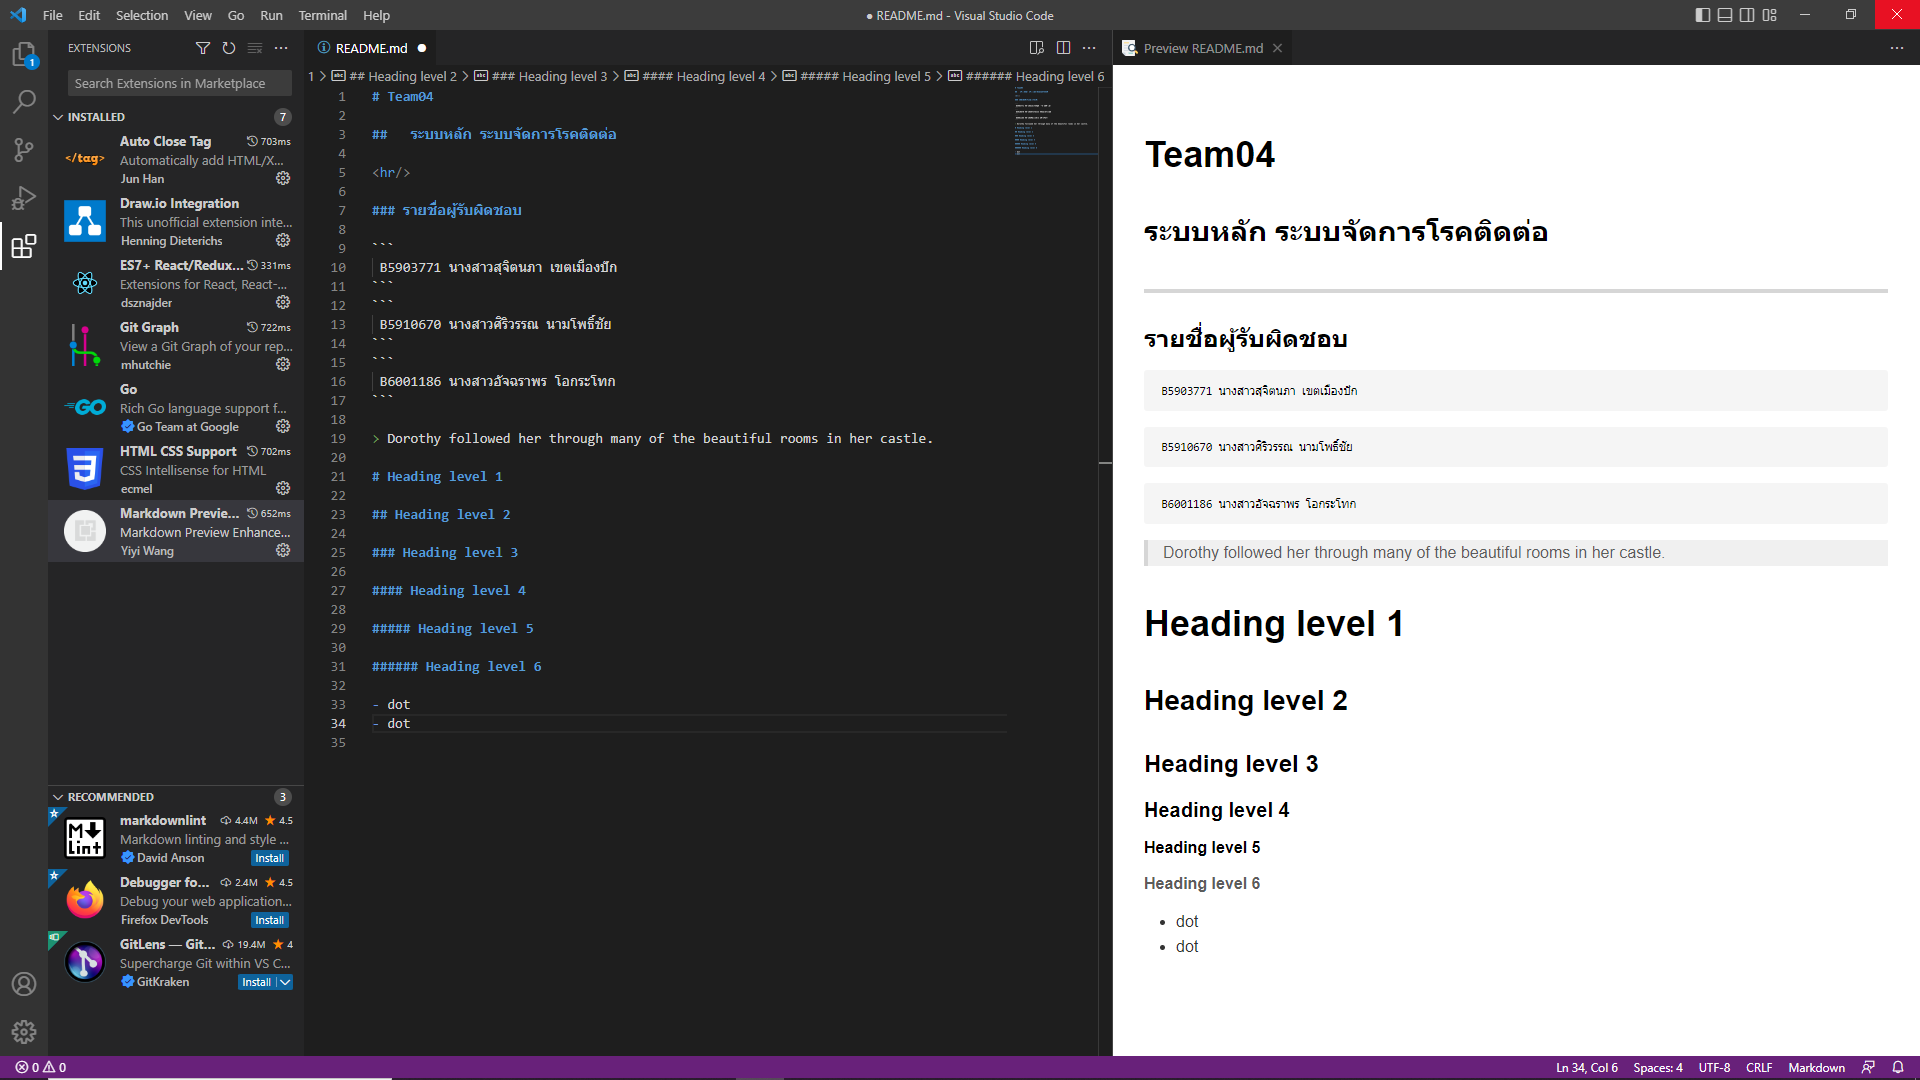 File Edit Selection View Go Run Terminal Help
● README.md - Visual Studio Code
EXTENSIONS
Search Extensions in Marketplace
INSTALLED 7
Auto Close Tag 703ms
Automatically add HTML/X...
Jun Han
Draw.io Integration
This unofficial extension inte...
Henning Dieterichs
ES7+ React/Redux... 331ms
Extensions for React, React-...
dsznajder
Git Graph 722ms
View a Git Graph of your rep...
mhutchie
Go
Rich Go language support f...
Go Team at Google
HTML CSS Support 702ms
CSS Intellisense for HTML
ecmel
Markdown Previe... 652ms
Markdown Preview Enhance...
Yiyi Wang
RECOMMENDED 3
markdownlint 4.4M 4.5
Markdown linting and style ...
David Anson Install
Debugger fo... 2.4M 4.5
Debug your web application...
Firefox DevTools Install
GitLens — Git... 19.4M 4
Supercharge Git within VS C...
GitKraken Install
README.md ●
1 > ## Heading level 2 > ### Heading level 3 > #### Heading level 4 > ##### Heading level 5 > ###### Heading level 6
1 # Team04
2
3 ## ระบบหลัก ระบบจัดการโรคติดต่อ
4
5 <hr/>
6
7 ### รายชื่อผู้รับผิดชอบ
8
9 ```
10 B5903771 นางสาวสุจิตนภา เขตเมืองปัก
11 ```
12 ```
13 B5910670 นางสาวศิริวรรณ นามโพธิ์ชัย
14 ```
15 ```
16 B6001186 นางสาวอัจฉราพร โอกระโทก
17 ```
18
19 > Dorothy followed her through many of the beautiful rooms in her castle.
20
21 # Heading level 1
22
23 ## Heading level 2
24
25 ### Heading level 3
26
27 #### Heading level 4
28
29 ##### Heading level 5
30
31 ###### Heading level 6
32
33 - dot
34 - dot
35
Preview README.md
Team04
ระบบหลัก ระบบจัดการโรคติดต่อ
รายชื่อผู้รับผิดชอบ
B5903771 นางสาวสุจิตนภา เขตเมืองปัก
B5910670 นางสาวศิริวรรณ นามโพธิ์ชัย
B6001186 นางสาวอัจฉราพร โอกระโทก
Dorothy followed her through many of the beautiful rooms in her castle.
Heading level 1
Heading level 2
Heading level 3
Heading level 4
Heading level 5
Heading level 6
• dot
• dot
0 0
Ln 34, Col 6 Spaces: 4 UTF-8 CRLF Markdown